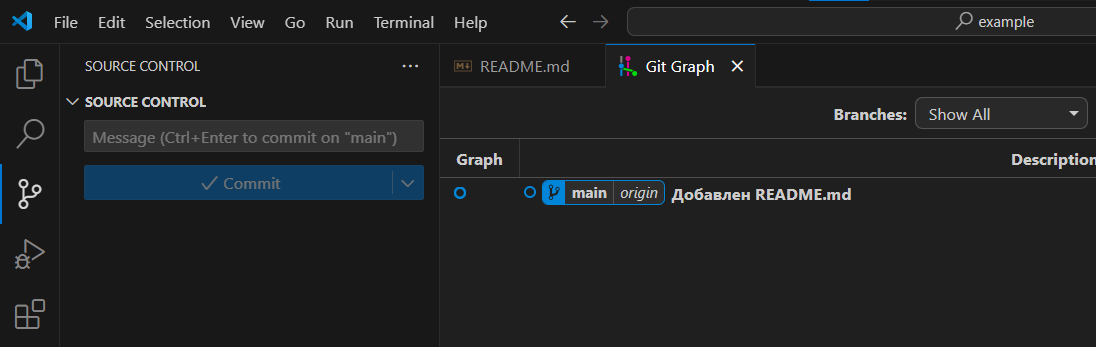 File Edit Selection View Go Run Terminal Help example
SOURCE CONTROL
SOURCE CONTROL
Message (Ctrl+Enter to commit on "main")
Commit
README.md Git Graph
Branches: Show All
Graph Description
main origin Добавлен README.md